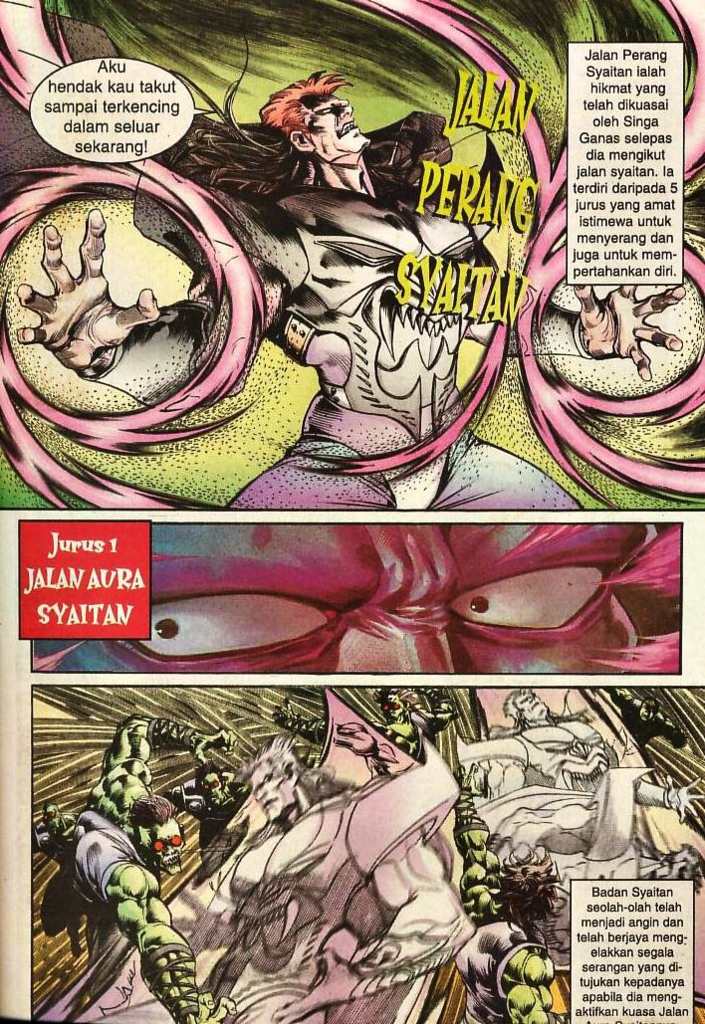 Aku
hendak kau takut
sampai terkencing
dalam seluar
sekarang!
JALAN
PERANG
SYAITAN
Jalan Perang
Syaitan ialah
hikmat yang
telah dikuasai
oleh Singa
Ganas selepas
dia mengikut
jalan syaitan. Ia
terdiri daripada 5
jurus yang amat
istimewa untuk
menyerang dan
juga untuk mem-
pertahankan diri.
Jurus 1
JALAN AURA
SYAITAN
Badan Syaitan
seolah-olah telah
menjadi angin dan
telah berjaya meng-
elakkan segala
serangan yang di-
tujukan kepadanya
apabila dia meng-
aktifkan kuasa Jalan